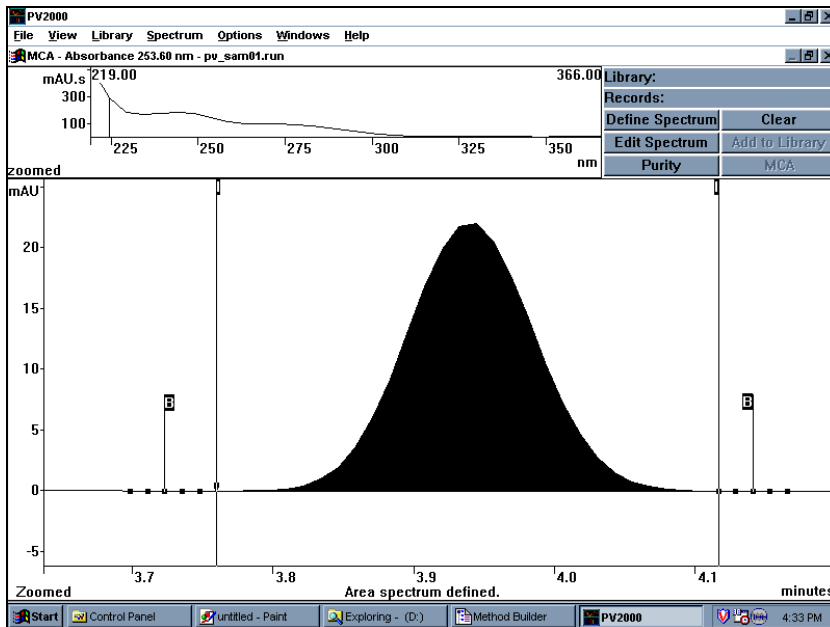 PV2000
File View Library Spectrum Options Windows Help
MCA - Absorbance 253.60 nm - pv_sam01.run
mAU.s 219.00 366.00
300
100
225 250 275 300 325 350
nm
zoomed
Library:
Records:
Define Spectrum Clear
Edit Spectrum Add to Library
Purity MCA
mAU
20
15
10
5
0
-5
B B
3.7 3.8 3.9 4.0 4.1
Zoomed Area spectrum defined. minutes
Start Control Panel untitled - Paint Exploring - (D:) Method Builder PV2000 4:33 PM